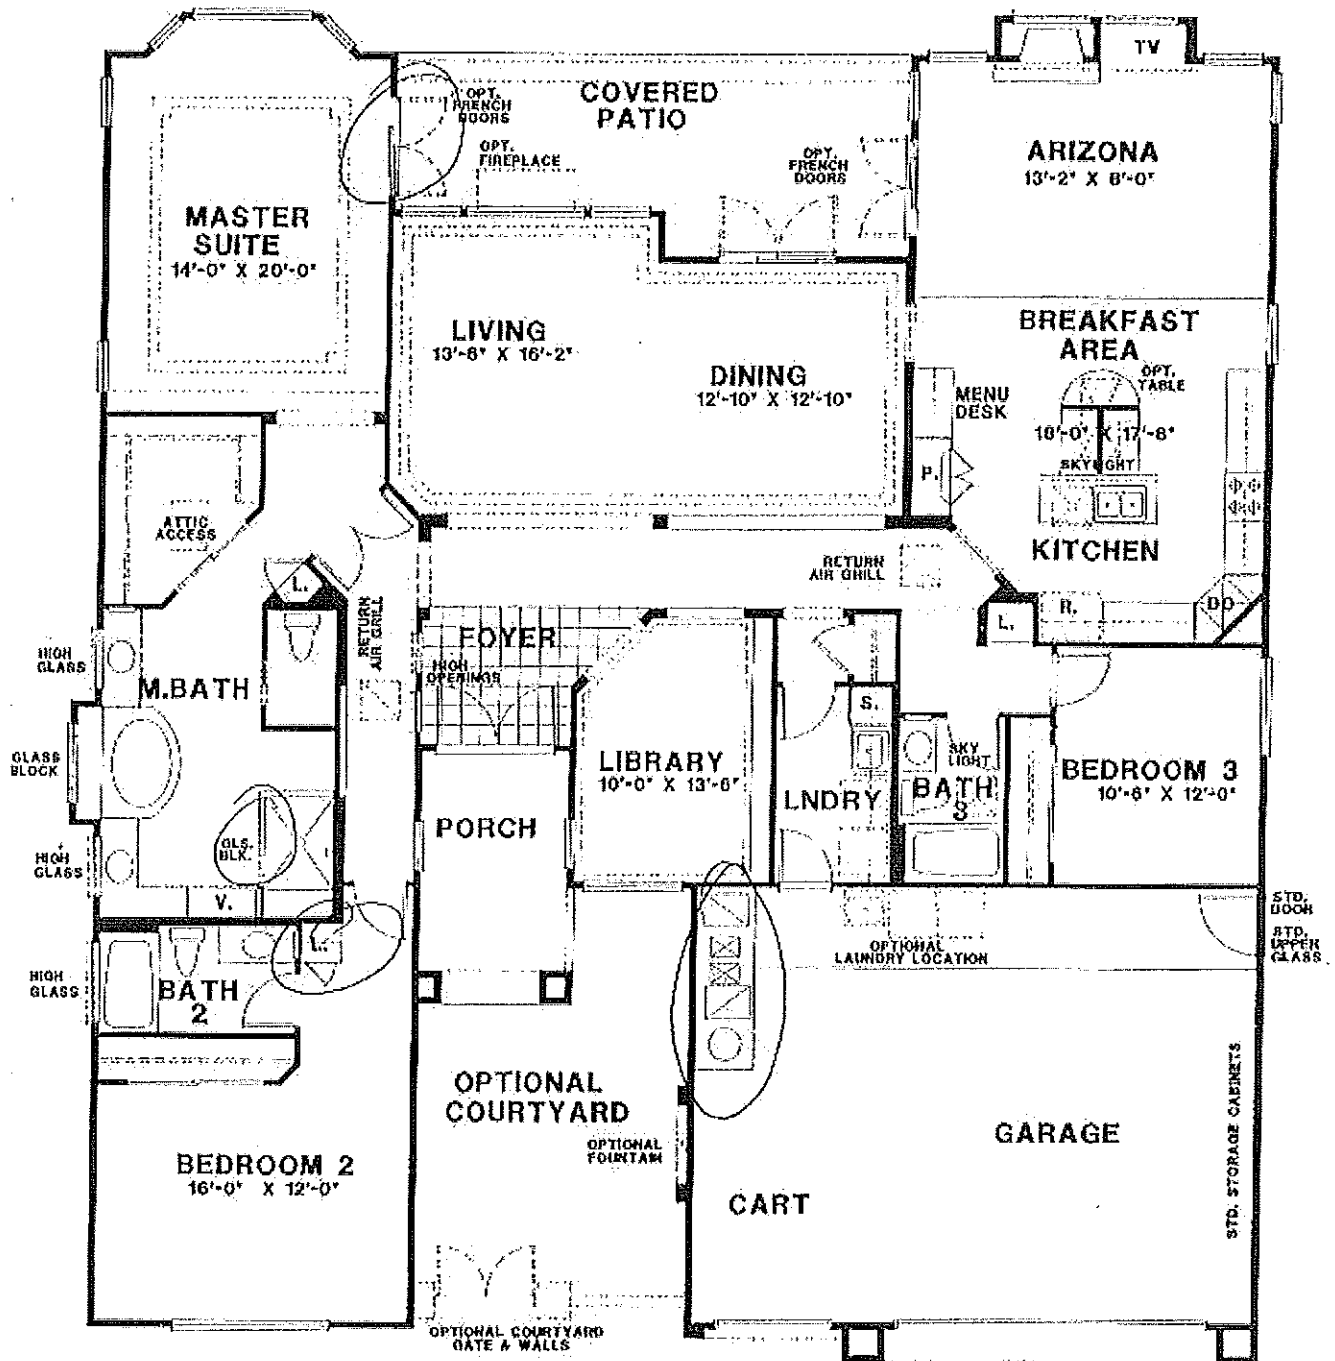 TV
COVERED
PATIO
OPT.
FRENCH
DOORS
OPT.
FIREPLACE
OPT.
FRENCH
DOORS
ARIZONA
13'-2" X 8'-0"
MASTER
SUITE
14'-0" X 20'-0"
LIVING
13'-8" X 16'-2"
DINING
12'-10" X 12'-10"
BREAKFAST
AREA
OPT.
TABLE
MENU
DESK
17'-8"
SKYLIGHT
P.
KITCHEN
ATTIC
ACCESS
RETURN
AIR GRILL
L.
R.
DO
L.
RETURN
AIR GRILL
FOYER
HIGH
OPENINGS
HIGH
GLASS
M.BATH
S.
GLASS
BLOCK
LIBRARY
10'-0" X 13'-6"
SKY
LIGHT
BEDROOM 3
10'-6" X 12'-0"
LNDRY
BATH
3
PORCH
GLS.
BLK.
HIGH
GLASS
V.
STD.
DOOR
STD.
UPPER
GLASS
L.
OPTIONAL
LAUNDRY LOCATION
HIGH
GLASS
BATH
2
OPTIONAL
COURTYARD
STD. STORAGE CABINETS
GARAGE
OPTIONAL
FOUNTAIN
BEDROOM 2
16'-0" X 12'-0"
CART
OPTIONAL COURTYARD
GATE & WALLS